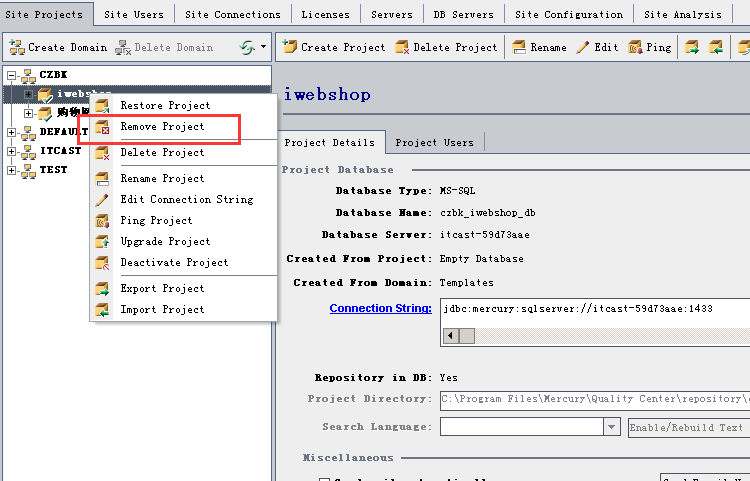 Site Projects Site Users Site Connections Licenses Servers DB Servers Site Configuration Site Analysis
Create Domain Delete Domain
Create Project Delete Project Rename Edit Ping
CZBK
iwebshop
购物
DEFAULT
ITCAST
TEST
Restore Project
Remove Project
Delete Project
Rename Project
Edit Connection String
Ping Project
Upgrade Project
Deactivate Project
Export Project
Import Project
iwebshop
Project Details Project Users
Project Database
Database Type: MS-SQL
Database Name: czbk_iwebshop_db
Database Server: itcast-59d73aae
Created From Project: Empty Database
Created From Domain: Templates
Connection String: jdbc:mercury:sqlserver://itcast-59d73aae:1433
Repository in DB: Yes
Project Directory: C:\Program Files\Mercury\Quality Center\repository\
Search Language: Enable/Rebuild Text
Miscellaneous